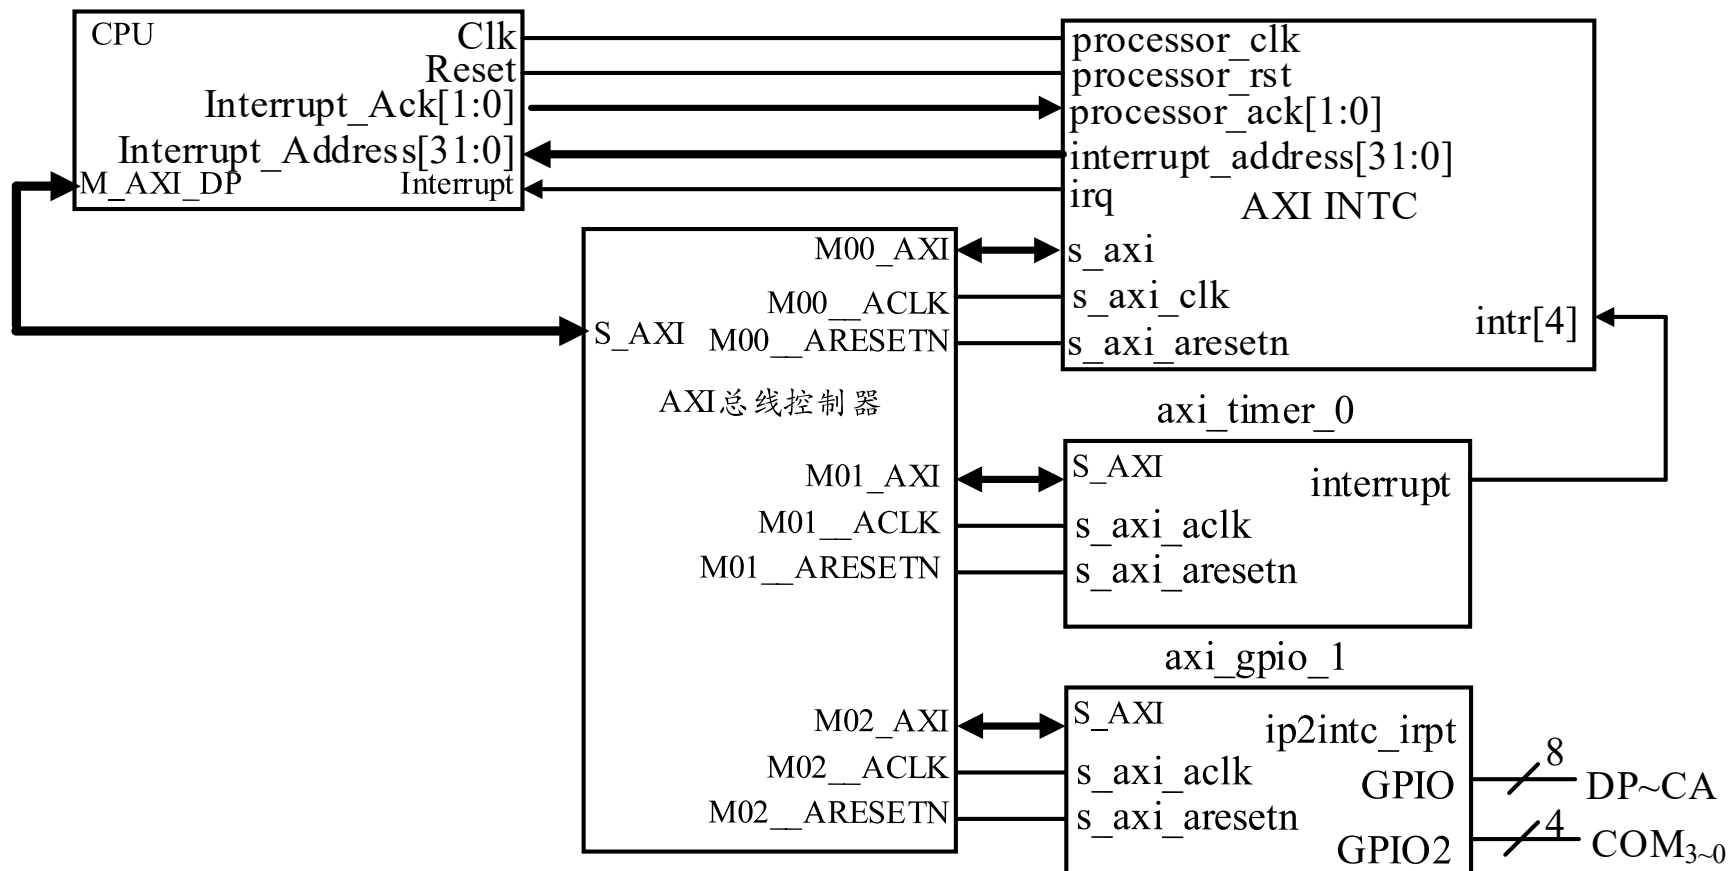 CPU
Clk
Reset
Interrupt_Ack[1:0]
Interrupt_Address[31:0]
M_AXI_DP
Interrupt
processor_clk
processor_rst
processor_ack[1:0]
interrupt_address[31:0]
irq
AXI INTC
s_axi
s_axi_clk
s_axi_aresetn
intr[4]
M00_AXI
M00__ACLK
S_AXI
M00__ARESETN
AXI总线控制器
M01_AXI
M01__ACLK
M01__ARESETN
M02_AXI
M02__ACLK
M02__ARESETN
axi_timer_0
S_AXI
interrupt
s_axi_aclk
s_axi_aresetn
axi_gpio_1
S_AXI
ip2intc_irpt
s_axi_aclk
GPIO
8
DP~CA
s_axi_aresetn
GPIO2
4
COM3~0